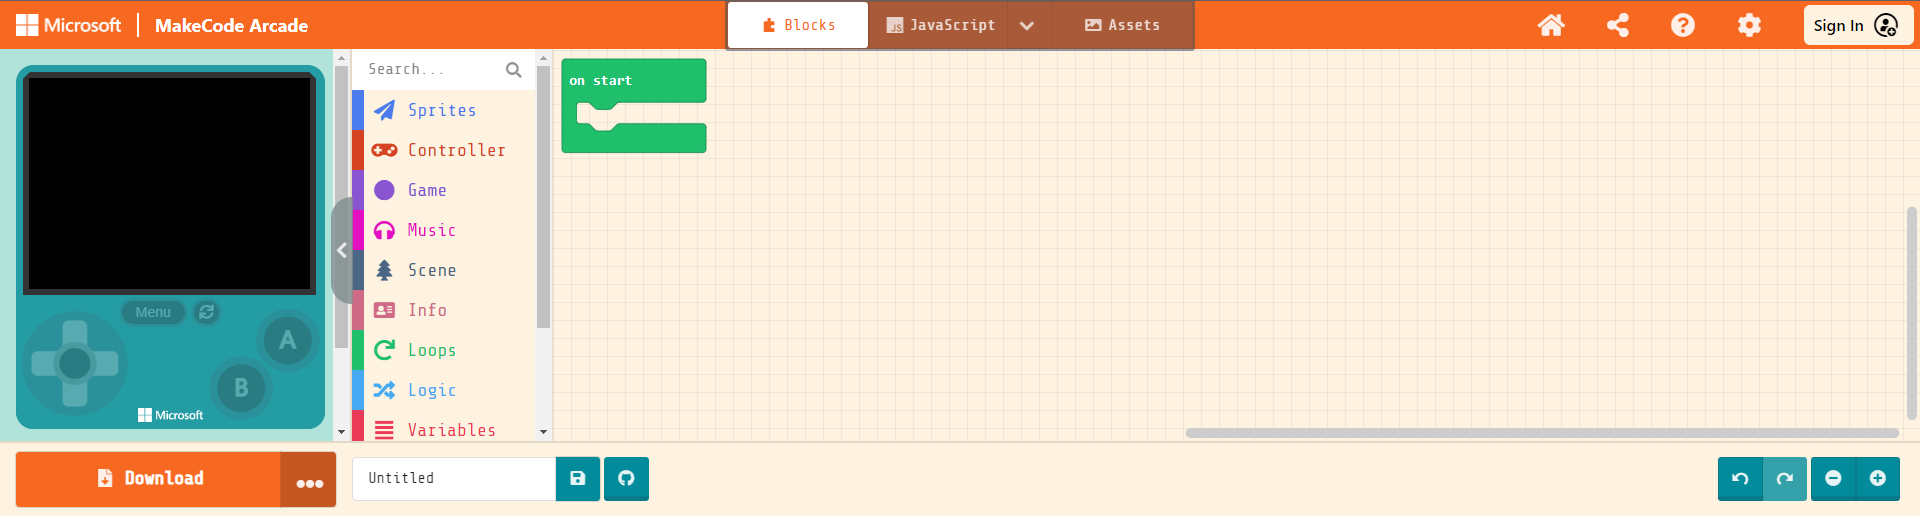 Microsoft | MakeCode Arcade
Blocks
JavaScript
Assets
Sign In
Search...
Sprites
Controller
Game
Music
Scene
Info
Loops
Logic
Variables
on start
Menu
A
B
Microsoft
Download
Untitled